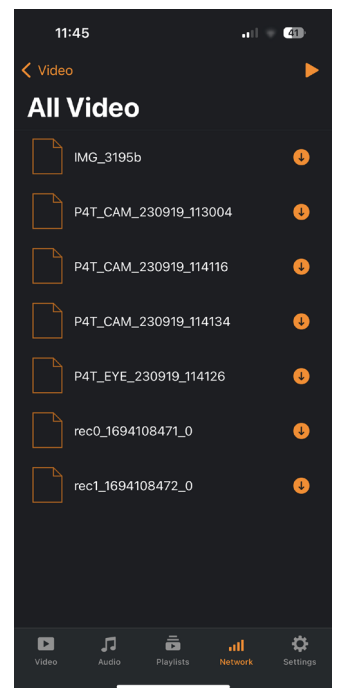 11:45
41
Video
All Video
IMG_3195b
P4T_CAM_230919_113004
P4T_CAM_230919_114116
P4T_CAM_230919_114134
P4T_EYE_230919_114126
rec0_1694108471_0
rec1_1694108472_0
Video Audio Playlists Network Settings